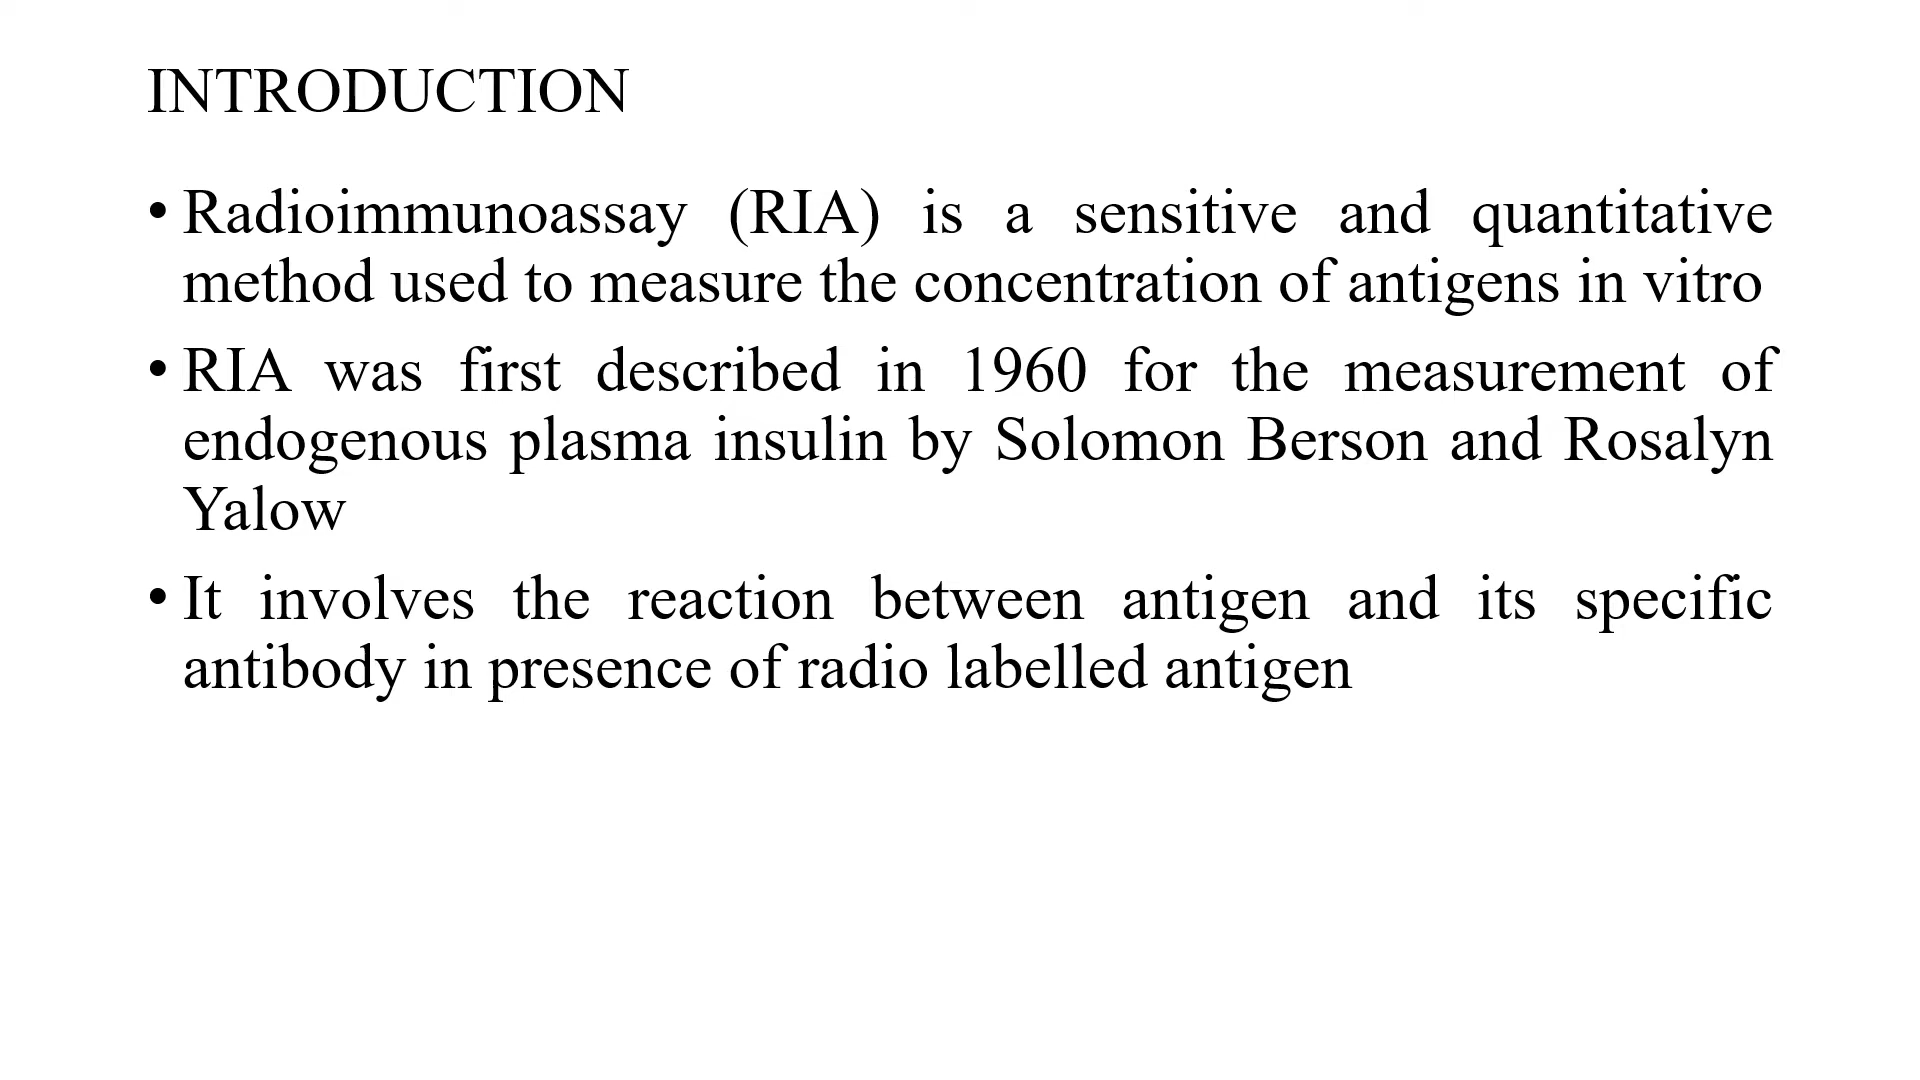 INTRODUCTION
• Radioimmunoassay (RIA) is a sensitive and quantitative
method used to measure the concentration of antigens in vitro
• RIA was first described in 1960 for the measurement of
endogenous plasma insulin by Solomon Berson and Rosalyn
Yalow
• It involves the reaction between antigen and its specific
antibody in presence of radio labelled antigen